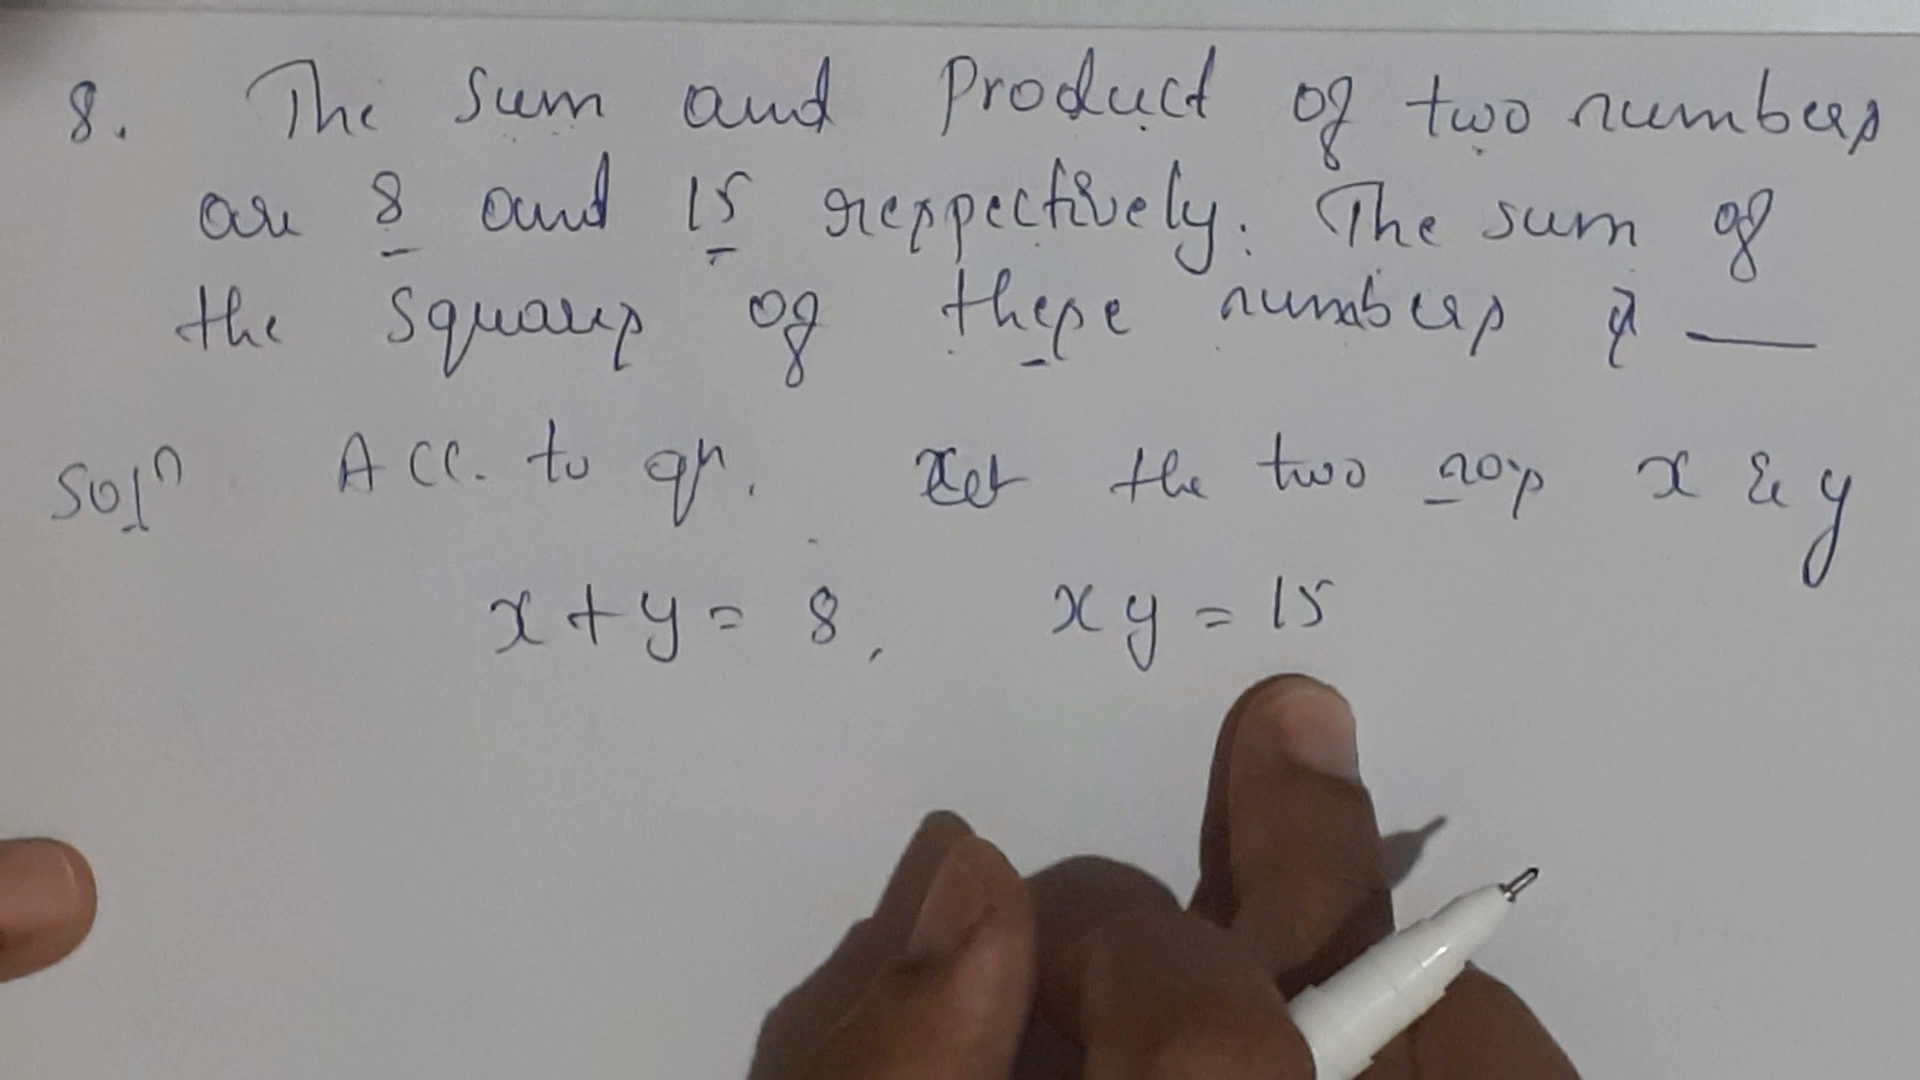 8. The sum and Product of two numbers
are 8 and 15 respectively. The sum of
the squares of these numbers is —
Solⁿ Acc. to qn. Let the two no's x & y
x + y = 8, xy = 15